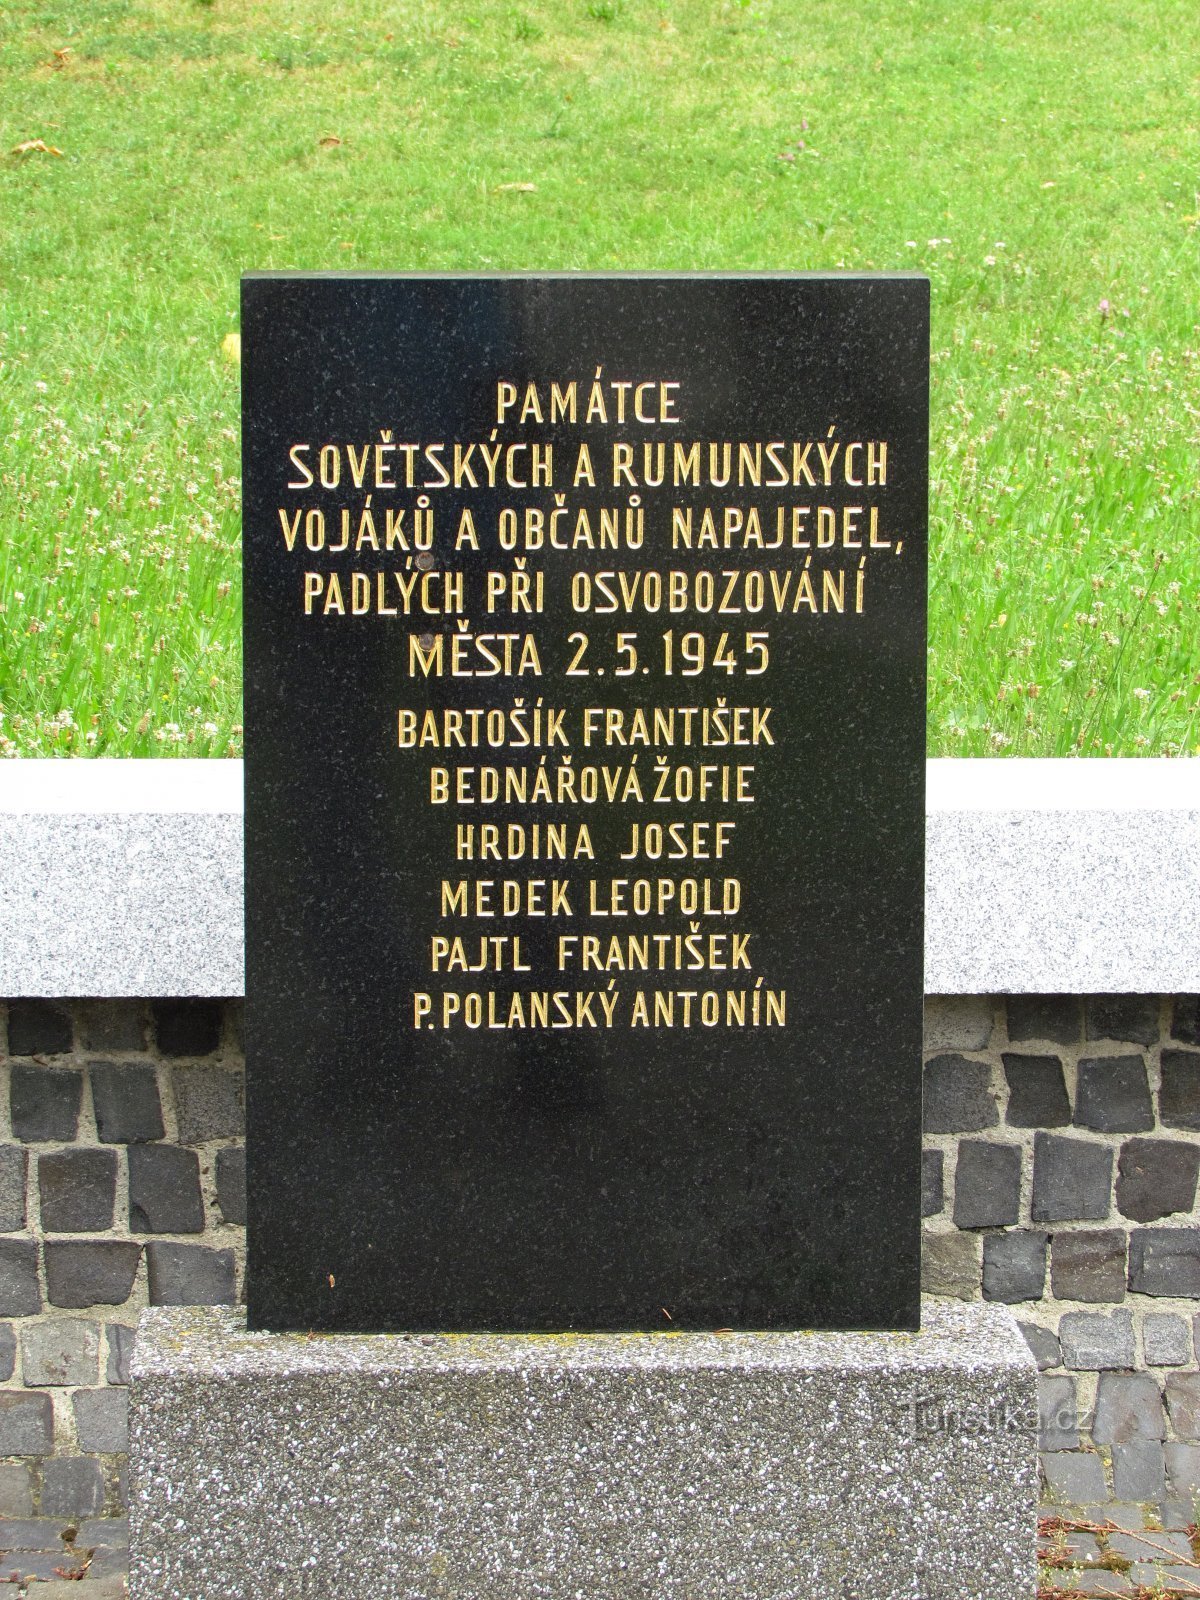 PAMÁTCE
SOVĚTSKÝCH A RUMUNSKÝCH
VOJÁKŮ A OBČANŮ NAPAJEDEL,
PADLÝCH PŘI OSVOBOZOVÁNÍ
MĚSTA 2.5.1945
BARTOŠÍK FRANTIŠEK
BEDNÁŘOVÁ ŽOFIE
HRDINA JOSEF
MEDEK LEOPOLD
PAJTL FRANTIŠEK
P. POLANSKÝ ANTONÍN
Turistika.cz